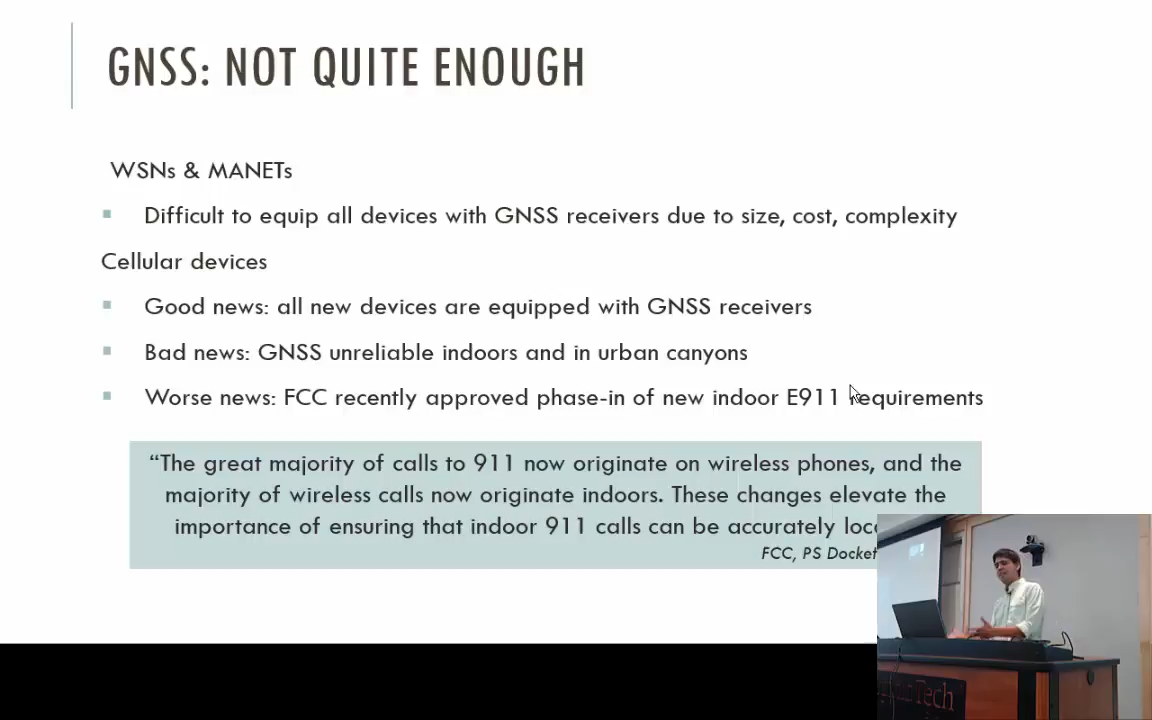 GNSS: NOT QUITE ENOUGH
WSNs & MANETs
▪ Difficult to equip all devices with GNSS receivers due to size, cost, complexity
Cellular devices
▪ Good news: all new devices are equipped with GNSS receivers
▪ Bad news: GNSS unreliable indoors and in urban canyons
▪ Worse news: FCC recently approved phase-in of new indoor E911 requirements
“The great majority of calls to 911 now originate on wireless phones, and the
majority of wireless calls now originate indoors. These changes elevate the
importance of ensuring that indoor 911 calls can be accurately
FCC, PS Docket
Tech